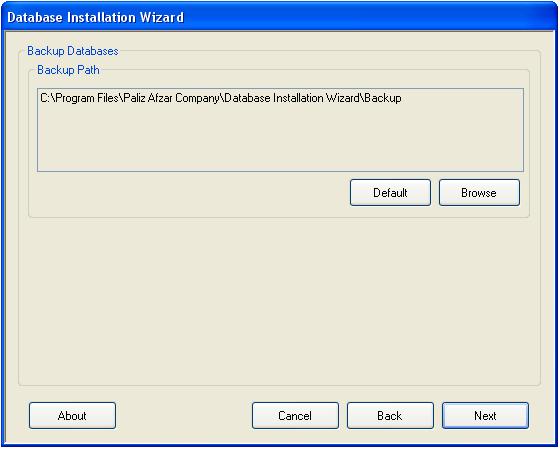 Database Installation Wizard
Backup Databases
Backup Path
C:\Program Files\Paliz Afzar Company\Database Installation Wizard\Backup
Default Browse
About Cancel Back Next